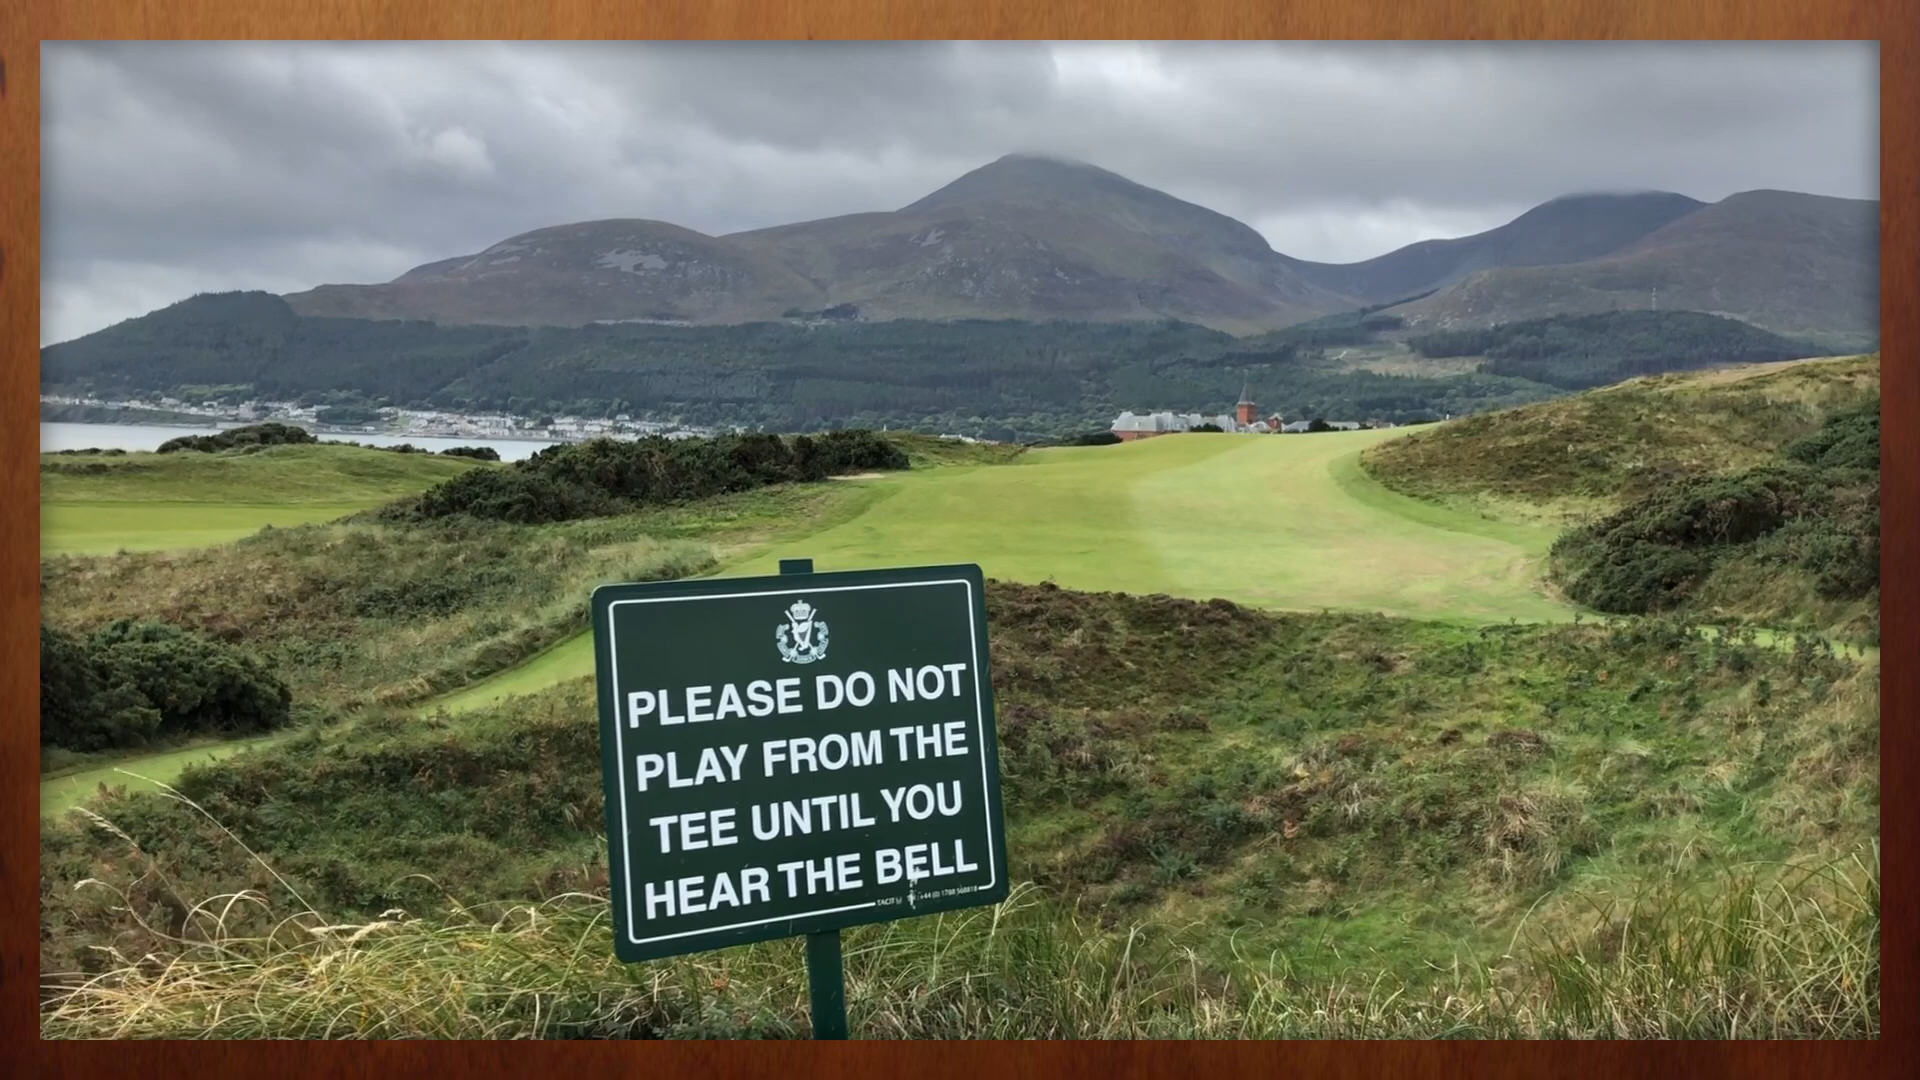 PLEASE DO NOT
PLAY FROM THE
TEE UNTIL YOU
HEAR THE BELL